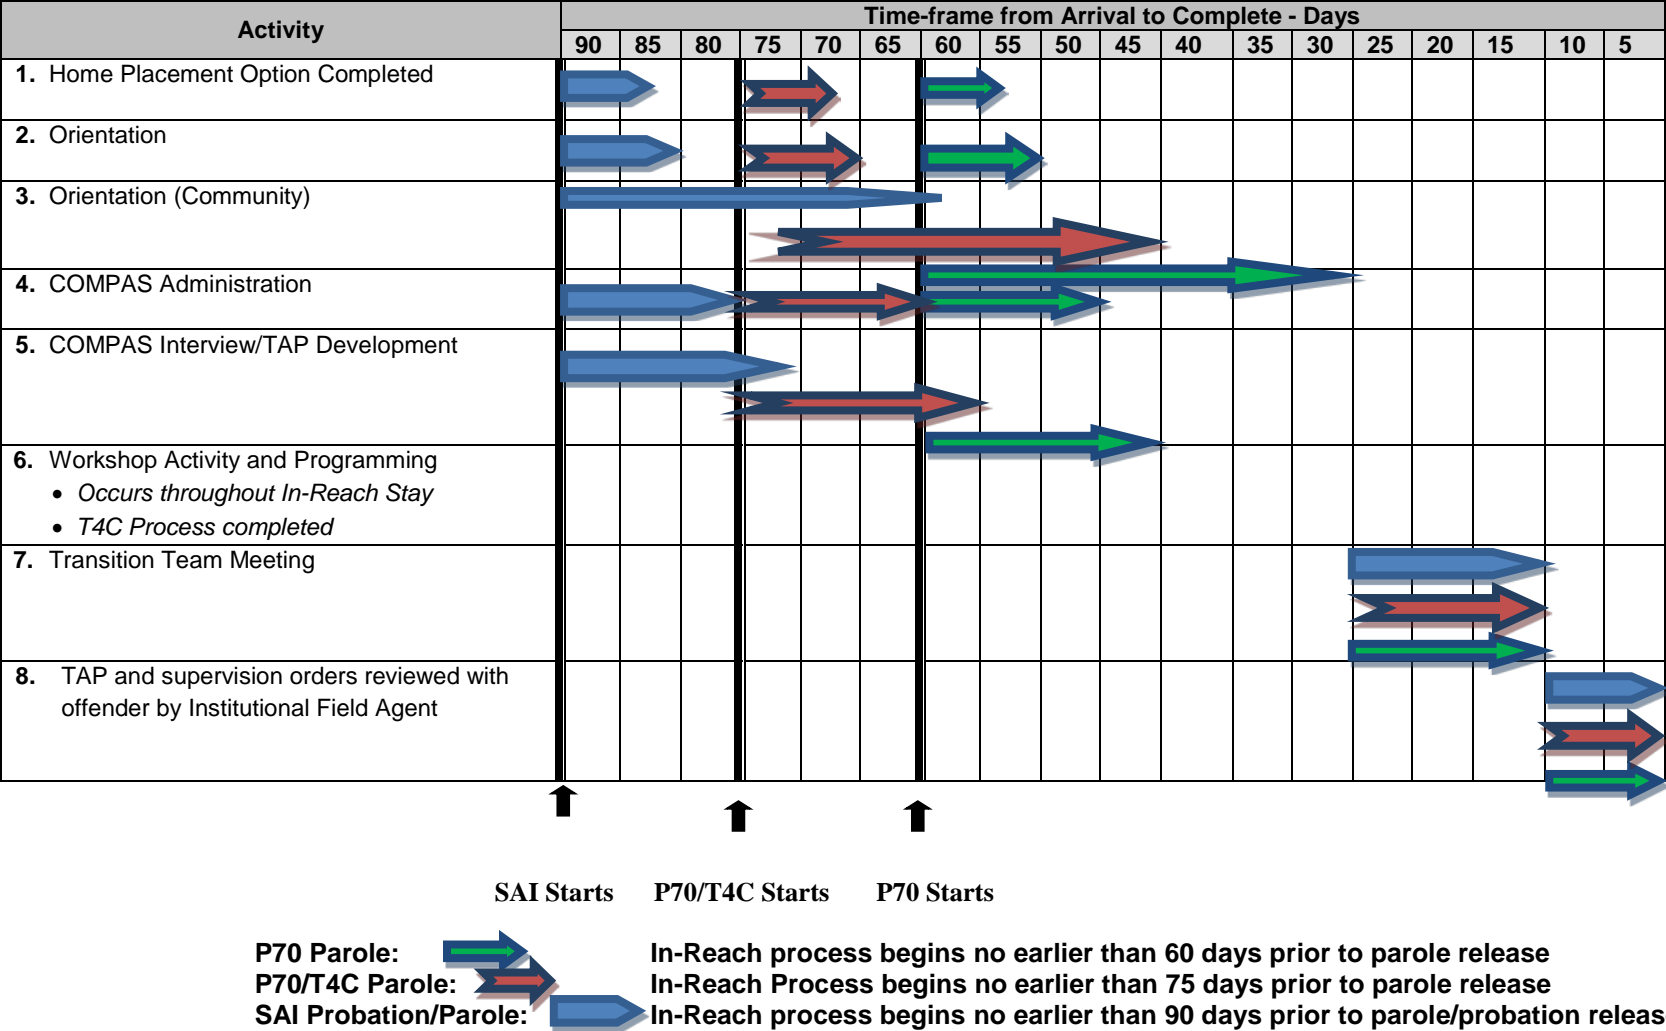 Activity
Time-frame from Arrival to Complete - Days
90 85 80 75 70 65 60 55 50 45 40 35 30 25 20 15 10 5
1. Home Placement Option Completed
2. Orientation
3. Orientation (Community)
4. COMPAS Administration
5. COMPAS Interview/TAP Development
6. Workshop Activity and Programming
• Occurs throughout In-Reach Stay
• T4C Process completed
7. Transition Team Meeting
8. TAP and supervision orders reviewed with
offender by Institutional Field Agent
SAI Starts P70/T4C Starts P70 Starts
P70 Parole: In-Reach process begins no earlier than 60 days prior to parole release
P70/T4C Parole: In-Reach Process begins no earlier than 75 days prior to parole release
SAI Probation/Parole: In-Reach process begins no earlier than 90 days prior to parole/probation releas